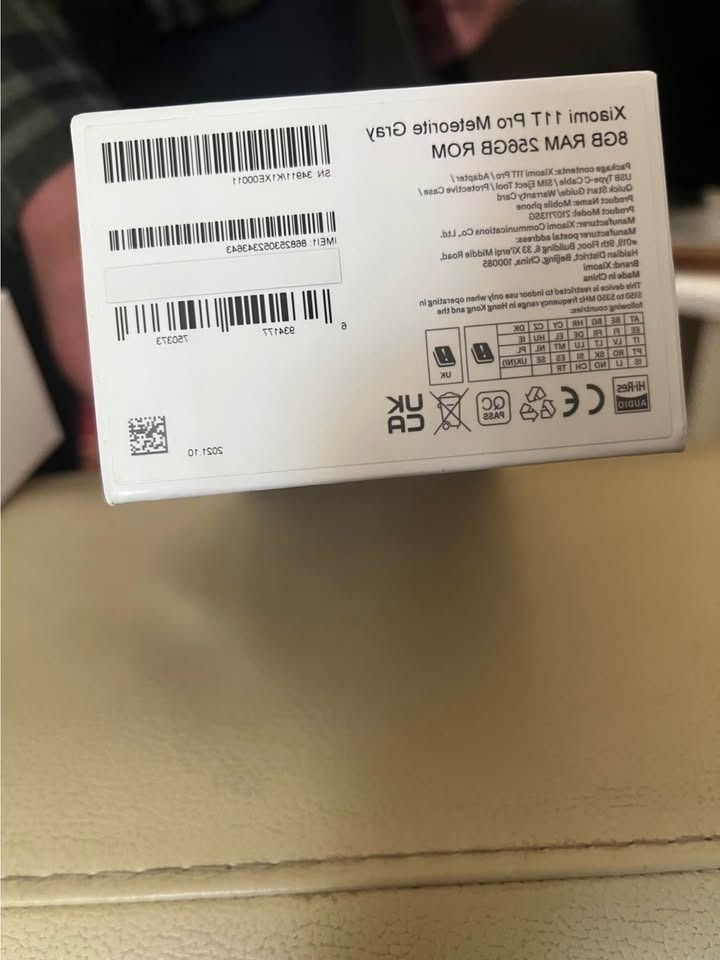 Xiaomi 11T Pro Meteorite Gray
8GB RAM 256GB ROM
Package contents: Xiaomi 11T Pro / Adapter /
USB Type-C Cable / SIM Eject Tool / Protective Case /
Quick Start Guide/ Warranty Card
Product Name: Mobile phone
Product Model: 2107113SG
Manufacturer: Xiaomi Communications Co., Ltd.
Manufacturer postal address:
#019, 9th Floor, Building 6, 33 Xi'erqi Middle Road,
Haidian District, Beijing, China, 100085
Brand: Xiaomi
Made in China
This device is restricted to indoor use only when operating in
5150 to 5350 MHz frequency range in Hong Kong and the
following countries:
AT BE BG HR CY CZ DK
EE FI FR DE EL HU IE
IT LV LT LU MT NL PL
PT RO SK SI ES SE UK(NI)
IS LI NO CH TR
UK
Hi-Res
AUDIO
CE
QC
PASS
UK
CA
SN: 34911/K1XE00011
IMEI1: 868253052343643
6 934177 750373
2021.10